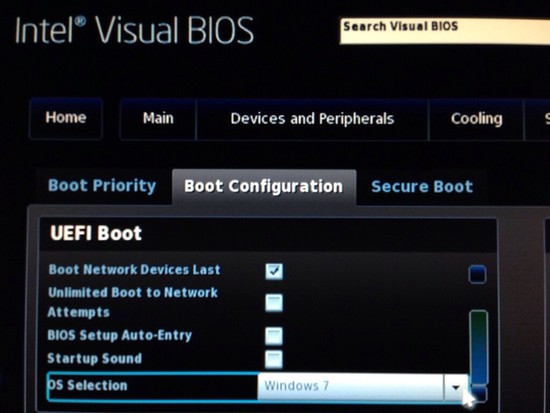 Intel® Visual BIOS
Search Visual BIOS
Home
Main
Devices and Peripherals
Cooling
Boot Priority
Boot Configuration
Secure Boot
UEFI Boot
Boot Network Devices Last
Unlimited Boot to Network
Attempts
BIOS Setup Auto-Entry
Startup Sound
OS Selection
Windows 7